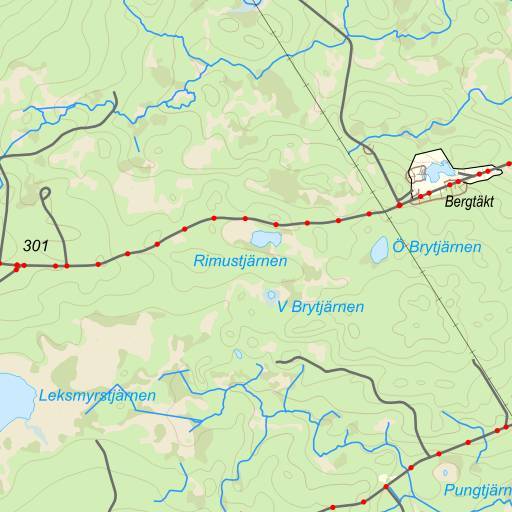 Bergtäkt
301
Ö Brytjärnen
Rimustjärnen
V Brytjärnen
Leksmyrstjärnen
Pungtjärn